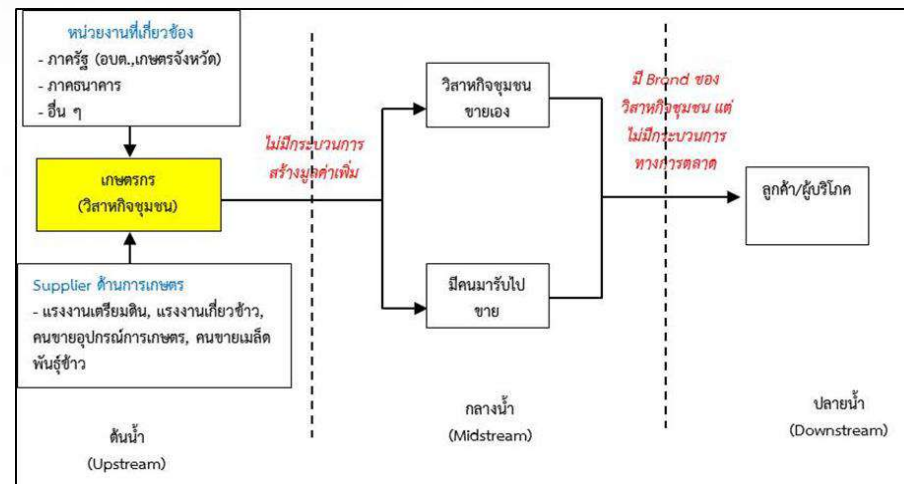 หน่วยงานที่เกี่ยวข้อง
- ภาครัฐ (อบต.,เกษตรจังหวัด)
- ภาคธนาคาร
- อื่น ๆ
เกษตรกร
(วิสาหกิจชุมชน)
Supplier ด้านการเกษตร
- แรงงานเตรียมดิน, แรงงานเกี่ยวข้าว,
คนขายอุปกรณ์การเกษตร, คนขายเมล็ด
พันธุ์ข้าว
ต้นน้ำ
(Upstream)
ไม่มีกระบวนการ
สร้างมูลค่าเพิ่ม
วิสาหกิจชุมชน
ขายเอง
มีคนมารับไป
ขาย
กลางน้ำ
(Midstream)
มี Brand ของ
วิสาหกิจชุมชน แต่
ไม่มีกระบวนการ
ทางการตลาด
ลูกค้า/ผู้บริโภค
ปลายน้ำ
(Downstream)